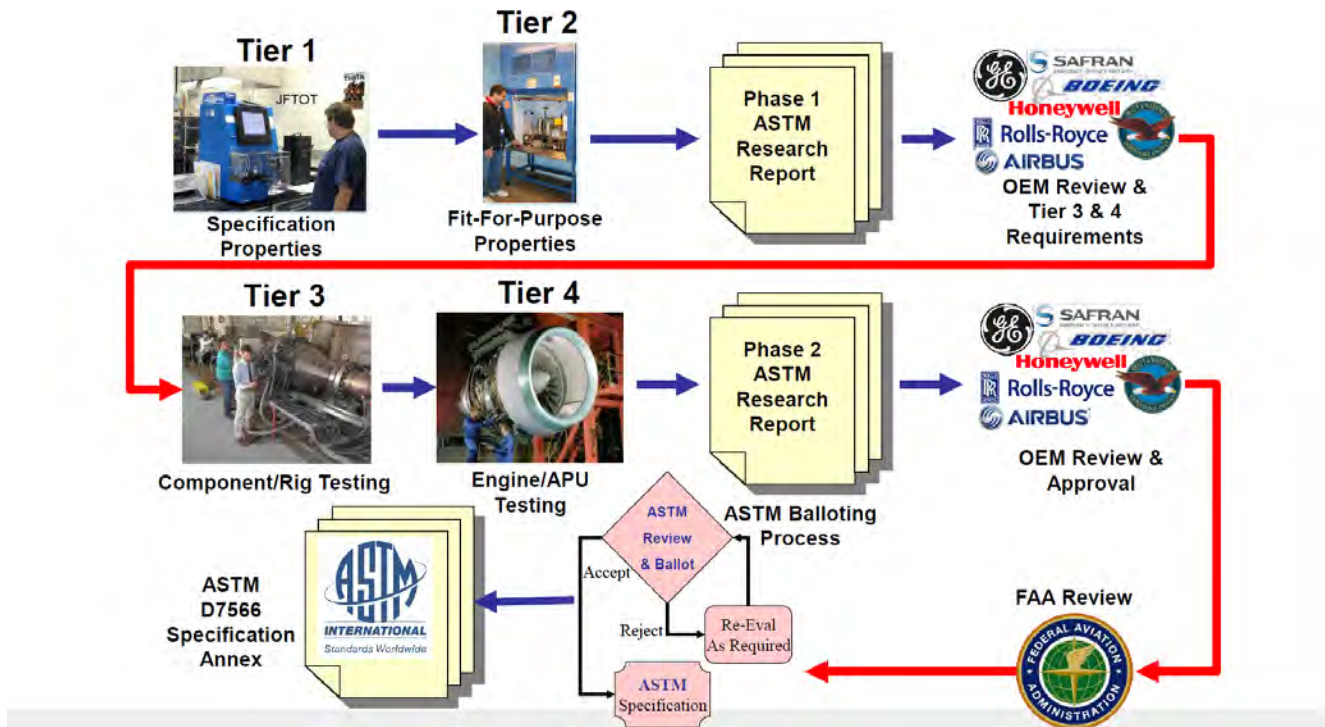 Tier 1
JFTOT
Specification
Properties
Tier 2
Fit-For-Purpose
Properties
Phase 1
ASTM
Research
Report
GE
SAFRAN
BOEING
Honeywell
RR
Rolls-Royce
AIRBUS
OEM Review &
Tier 3 & 4
Requirements
Tier 3
Component/Rig Testing
Tier 4
Engine/APU
Testing
Phase 2
ASTM
Research
Report
GE
SAFRAN
BOEING
Honeywell
RR
Rolls-Royce
AIRBUS
OEM Review &
Approval
FAA Review
FEDERAL AVIATION
ADMINISTRATION
ASTM Balloting
Process
ASTM
Review
& Ballot
Accept
Reject
Re-Eval
As Required
ASTM
Specification
ASTM
INTERNATIONAL
Standards Worldwide
ASTM
D7566
Specification
Annex